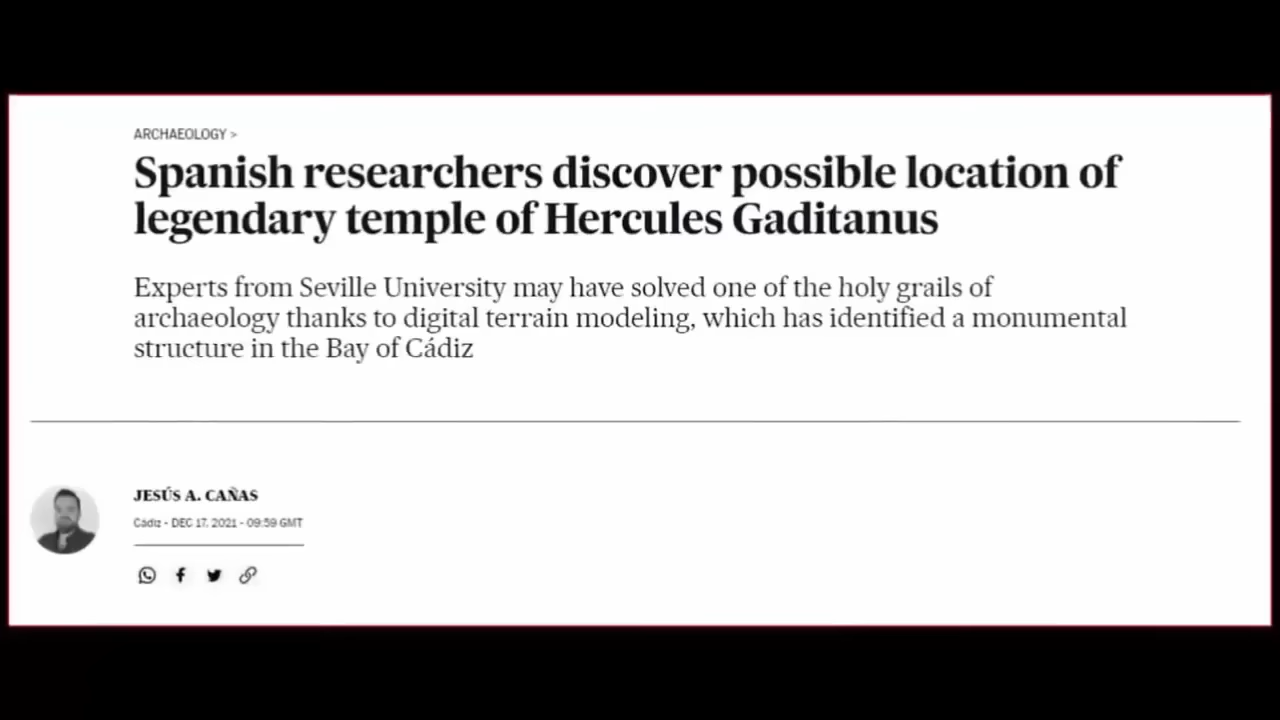 ARCHAEOLOGY >
Spanish researchers discover possible location of
legendary temple of Hercules Gaditanus
Experts from Seville University may have solved one of the holy grails of
archaeology thanks to digital terrain modeling, which has identified a monumental
structure in the Bay of Cádiz
JESÚS A. CAÑAS
Cádiz - DEC 17, 2021 - 09:59 GMT